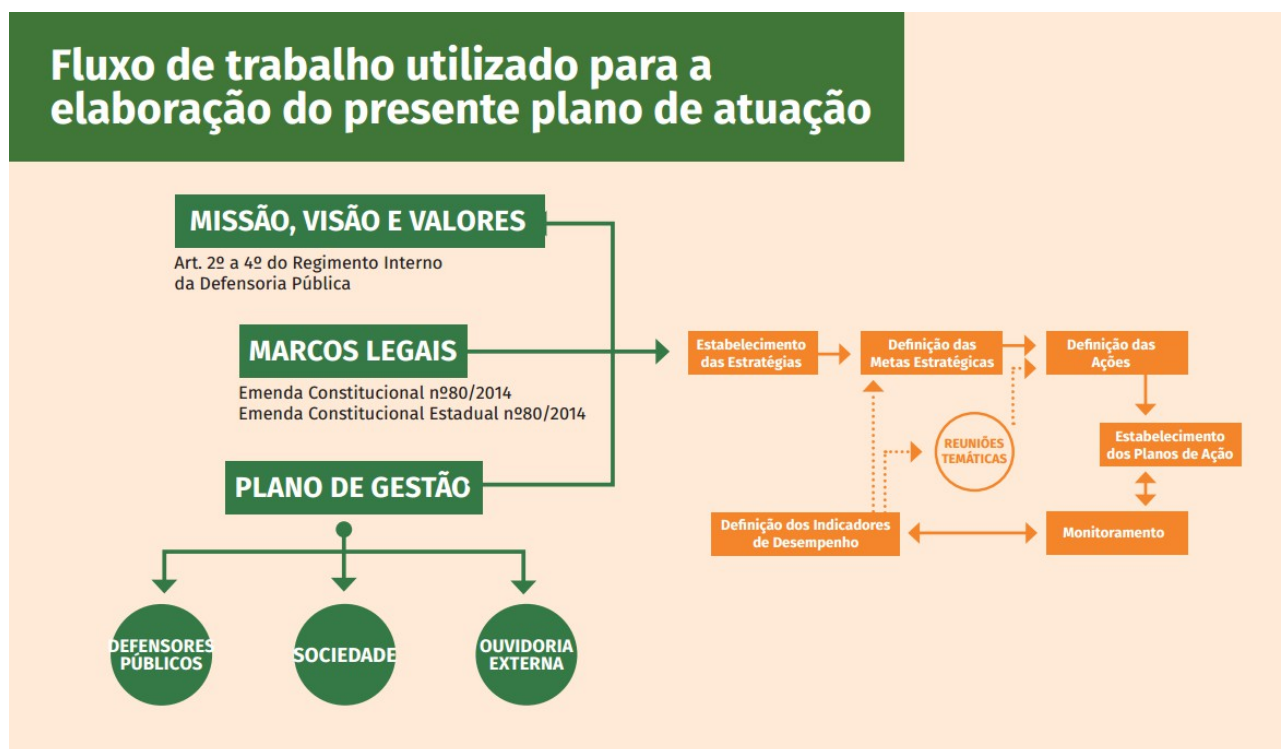 Fluxo de trabalho utilizado para a
elaboração do presente plano de atuação
MISSÃO, VISÃO E VALORES
Art. 2º a 4º do Regimento Interno
da Defensoria Pública
MARCOS LEGAIS
Emenda Constitucional nº80/2014
Emenda Constitucional Estadual nº80/2014
PLANO DE GESTÃO
DEFENSORES
PÚBLICOS
SOCIEDADE
OUVIDORIA
EXTERNA
Estabelecimento
das Estratégias
Definição das
Metas Estratégicas
Definição das
Ações
REUNIÕES
TEMÁTICAS
Estabelecimento
dos Planos de Ação
Definição dos Indicadores
de Desempenho
Monitoramento